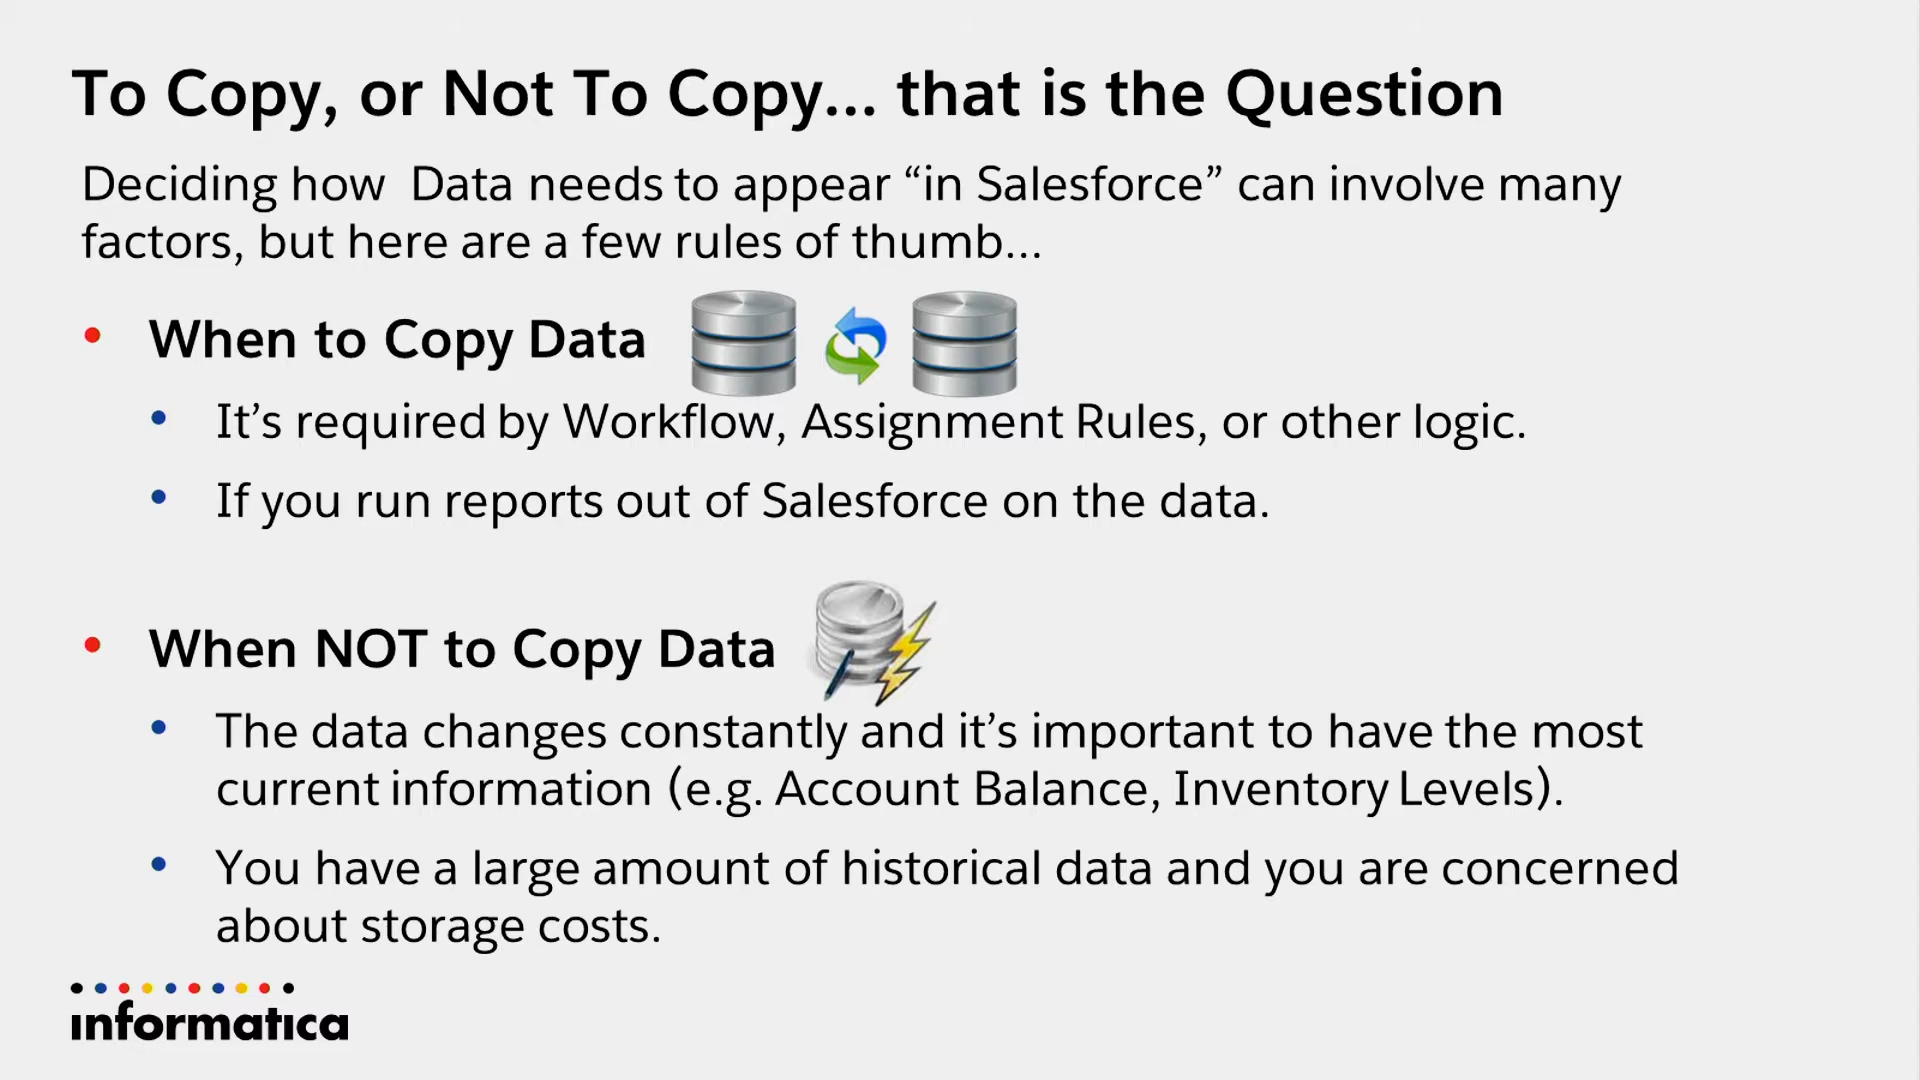 To Copy, or Not To Copy... that is the Question
Deciding how Data needs to appear “in Salesforce” can involve many
factors, but here are a few rules of thumb...
• When to Copy Data
• It’s required by Workflow, Assignment Rules, or other logic.
• If you run reports out of Salesforce on the data.
• When NOT to Copy Data
• The data changes constantly and it’s important to have the most
current information (e.g. Account Balance, Inventory Levels).
• You have a large amount of historical data and you are concerned
about storage costs.
informatica